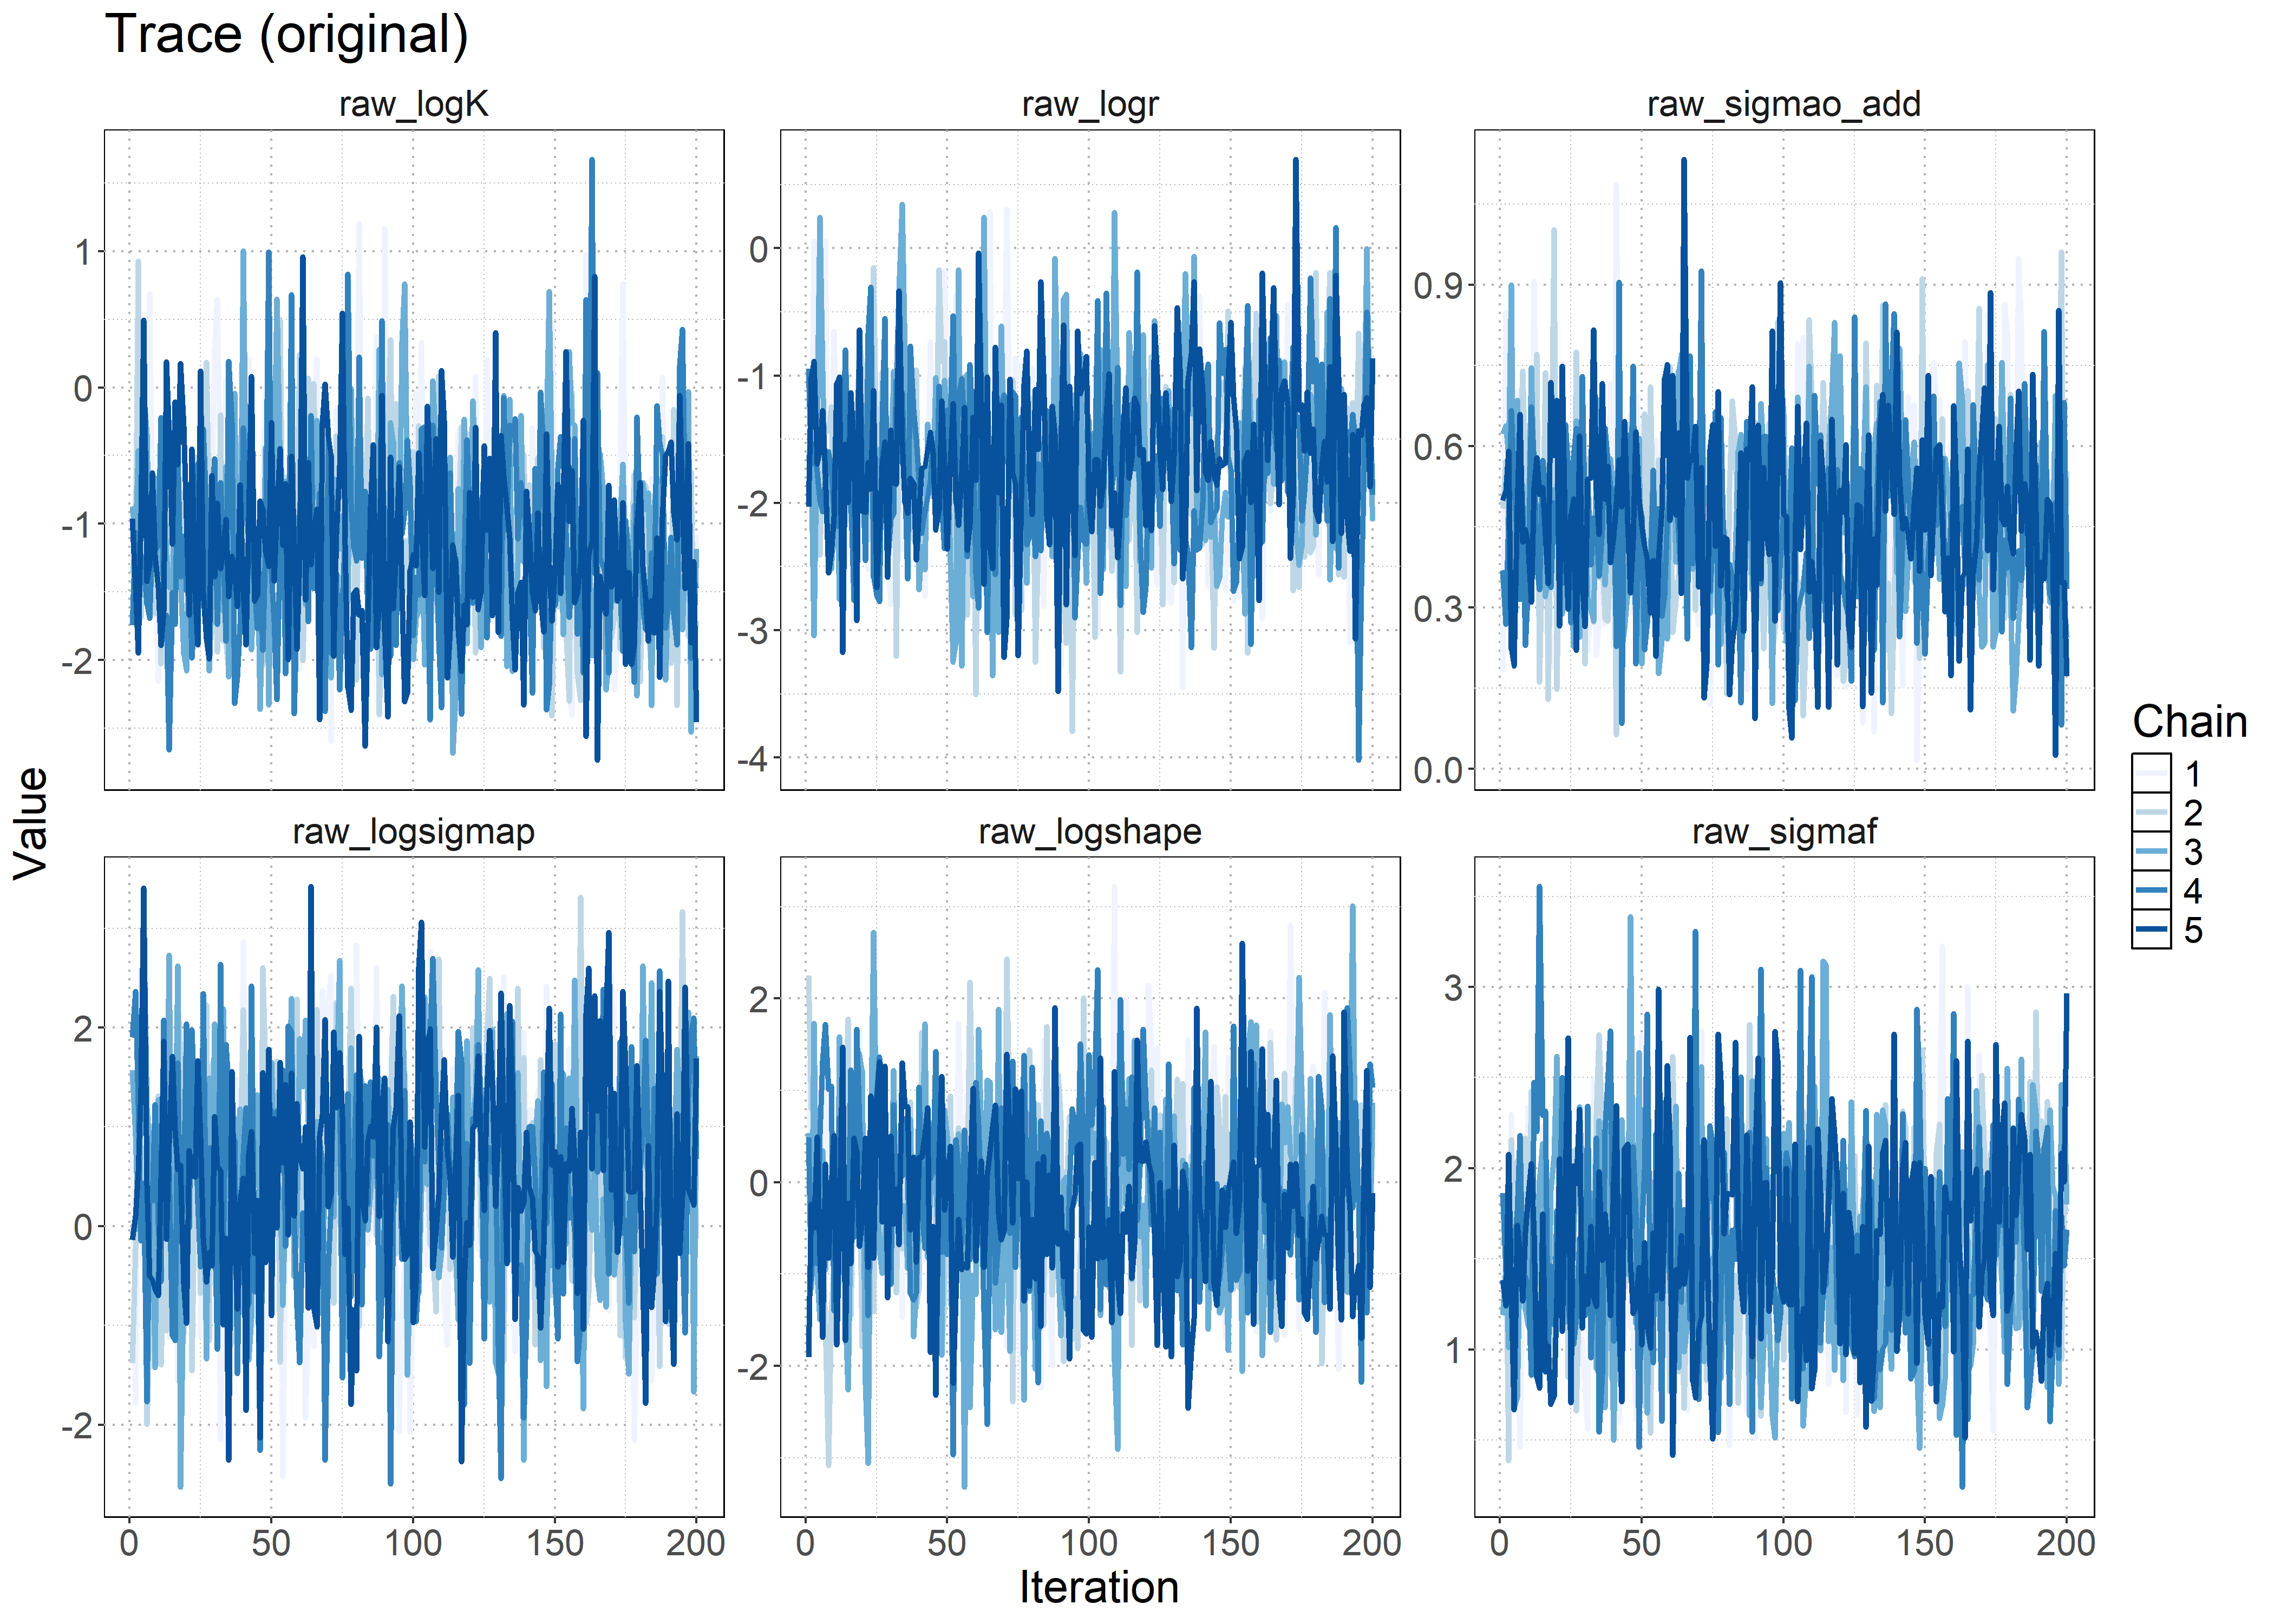 Trace (original)
raw_logK
raw_logr
raw_sigmao_add
1
0
-1
-2
0
-1
-2
-3
-4
0.9
0.6
0.3
0.0
Value
raw_logsigmap
raw_logshape
raw_sigmaf
2
0
-2
2
0
-2
3
2
1
0 50 100 150 200
0 50 100 150 200
0 50 100 150 200
Iteration
Chain
1
2
3
4
5